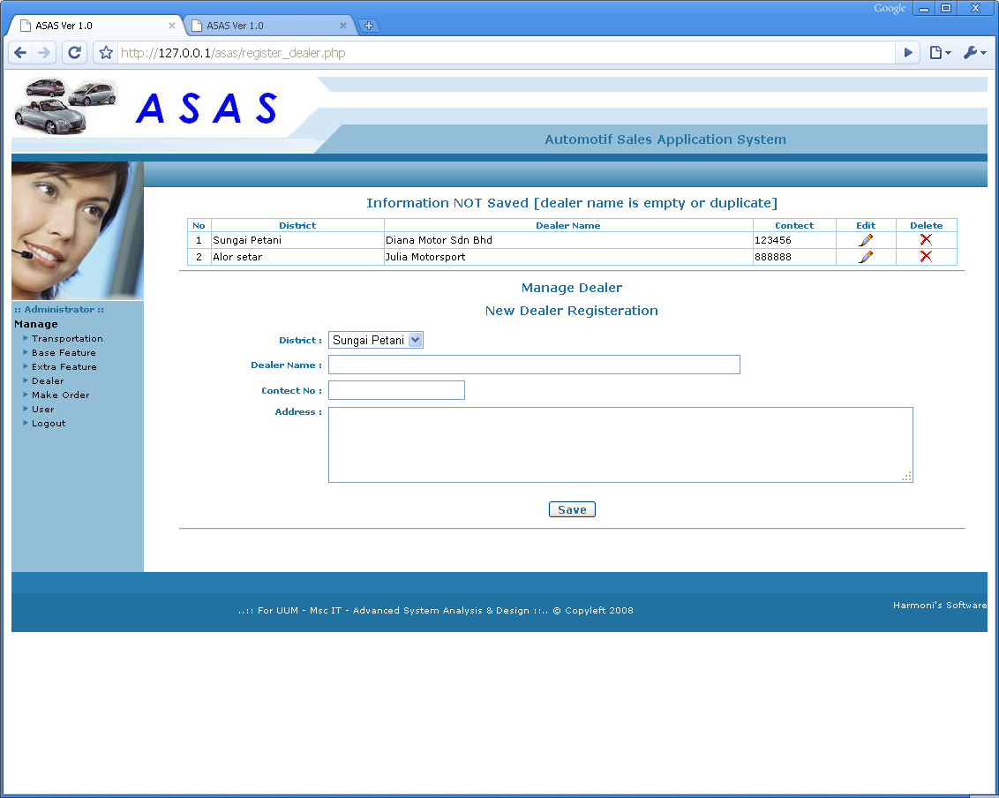 Google
ASAS Ver 1.0
ASAS Ver 1.0
http://127.0.0.1/asas/register_dealer.php
A S A S
Automotif Sales Application System
Information NOT Saved [dealer name is empty or duplicate]
No District Dealer Name Contect Edit Delete
1 Sungai Petani Diana Motor Sdn Bhd 123456
2 Alor setar Julia Motorsport 888888
:: Administrator ::
Manage
Transportation
Base Feature
Extra Feature
Dealer
Make Order
User
Logout
Manage Dealer
New Dealer Registeration
District : Sungai Petani
Dealer Name :
Contect No :
Address :
Save
..:: For UUM - Msc IT - Advanced System Analysis & Design ::.. © Copyleft 2008
Harmoni's Software